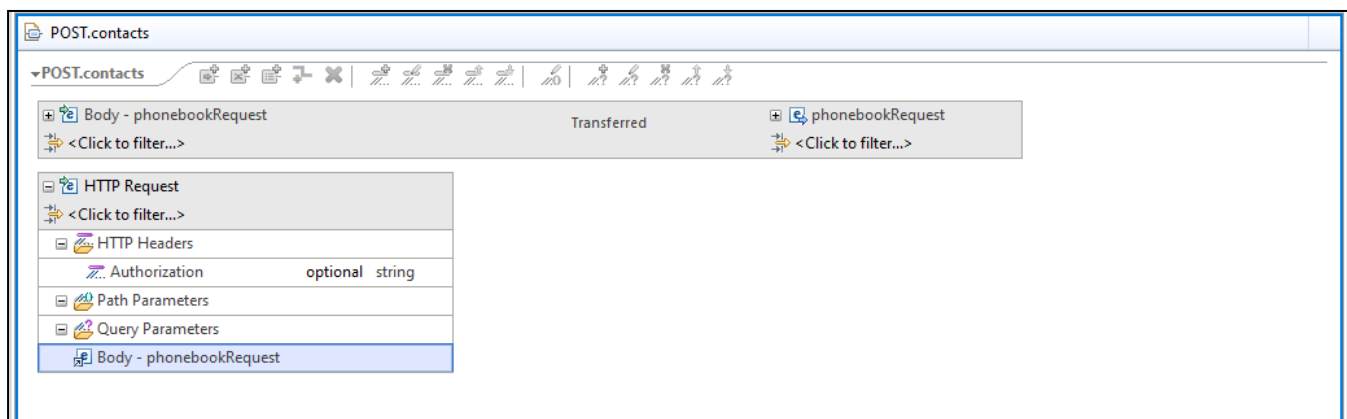 POST.contacts
POST.contacts
Body - phonebookRequest Transferred phonebookRequest
<Click to filter...> <Click to filter...>
HTTP Request
<Click to filter...>
HTTP Headers
Authorization optional string
Path Parameters
Query Parameters
Body - phonebookRequest